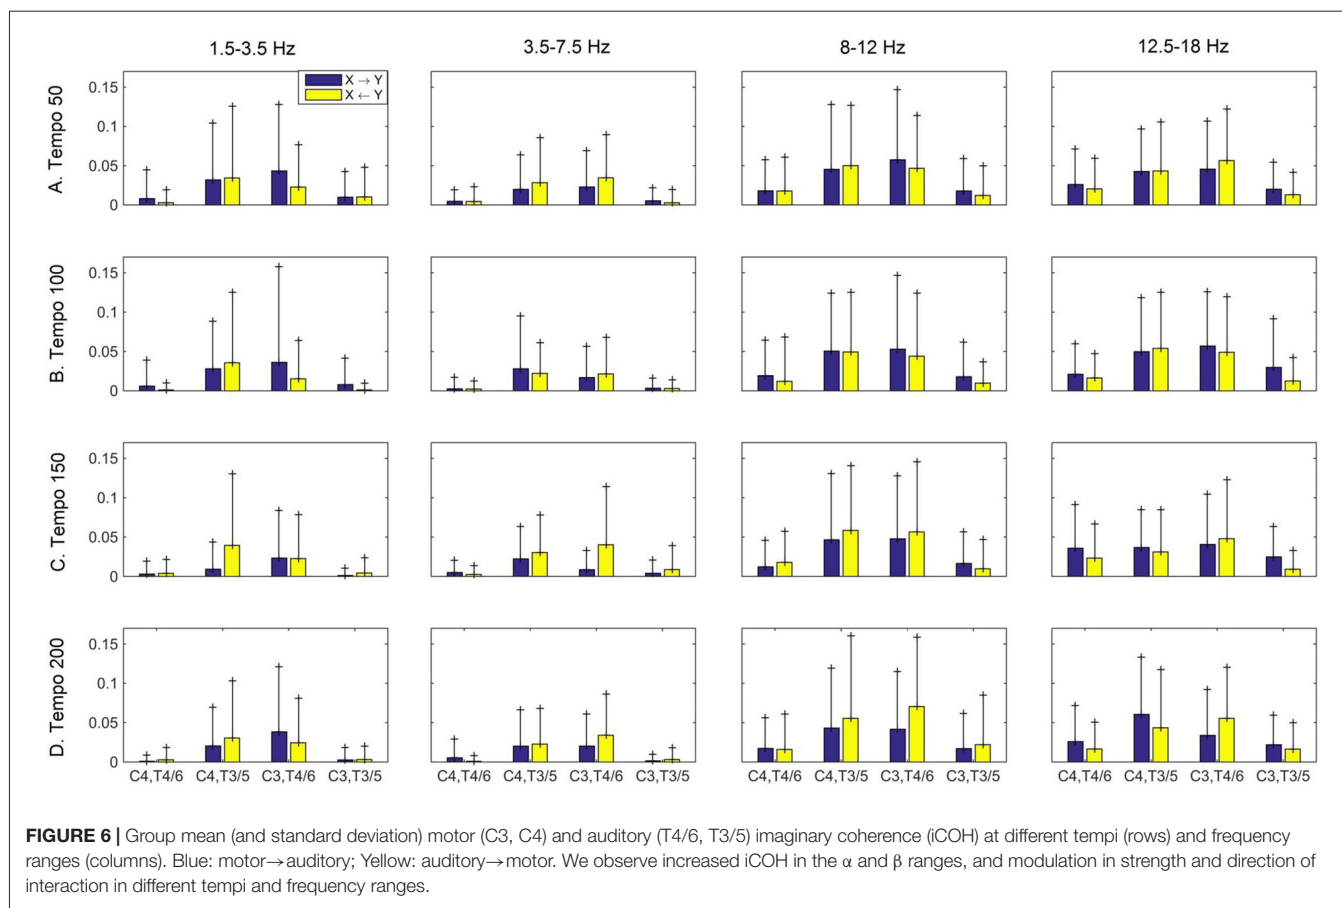 1.5-3.5 Hz 3.5-7.5 Hz 8-12 Hz 12.5-18 Hz
X → Y
X ← Y
A. Tempo 50
0.15
0.1
0.05
0
B. Tempo 100
0.15
0.1
0.05
0
C. Tempo 150
0.15
0.1
0.05
0
D. Tempo 200
0.15
0.1
0.05
0
C4,T4/6 C4,T3/5 C3,T4/6 C3,T3/5 C4,T4/6 C4,T3/5 C3,T4/6 C3,T3/5 C4,T4/6 C4,T3/5 C3,T4/6 C3,T3/5 C4,T4/6 C4,T3/5 C3,T4/6 C3,T3/5
FIGURE 6 | Group mean (and standard deviation) motor (C3, C4) and auditory (T4/6, T3/5) imaginary coherence (iCOH) at different tempi (rows) and frequency
ranges (columns). Blue: motor→auditory; Yellow: auditory→motor. We observe increased iCOH in the α and β ranges, and modulation in strength and direction of
interaction in different tempi and frequency ranges.